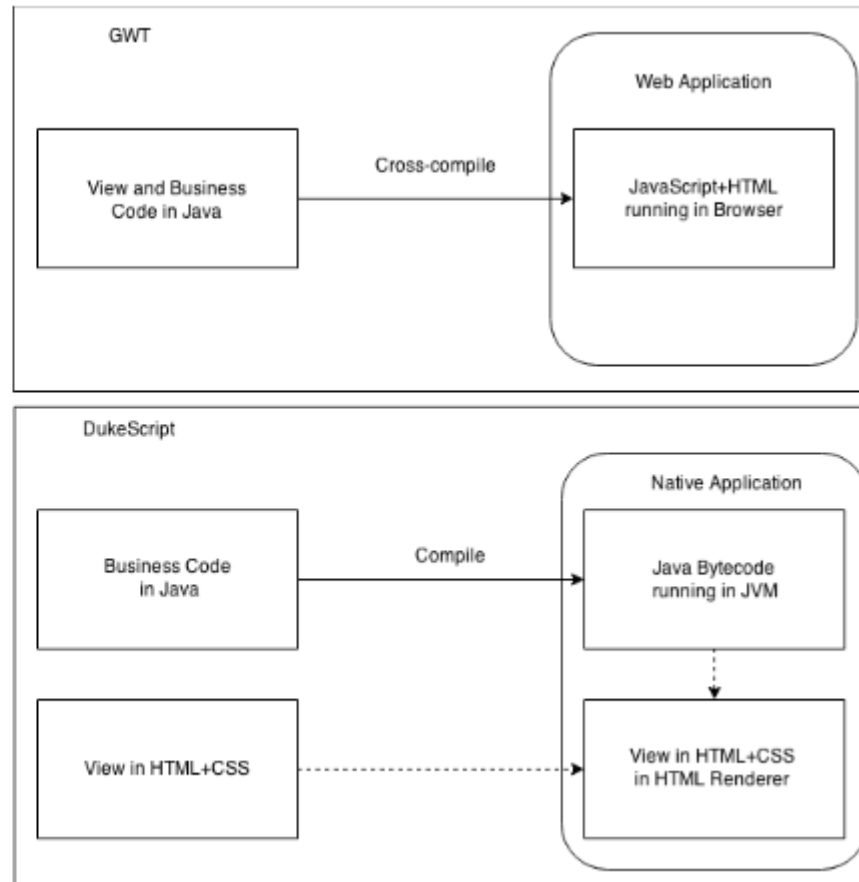 GWT
Web Application
View and Business
Code in Java
Cross-compile
JavaScript+HTML
running in Browser
DukeScript
Native Application
Business Code
in Java
Compile
Java Bytecode
running in JVM
View in HTML+CSS
View in HTML+CSS
in HTML Renderer